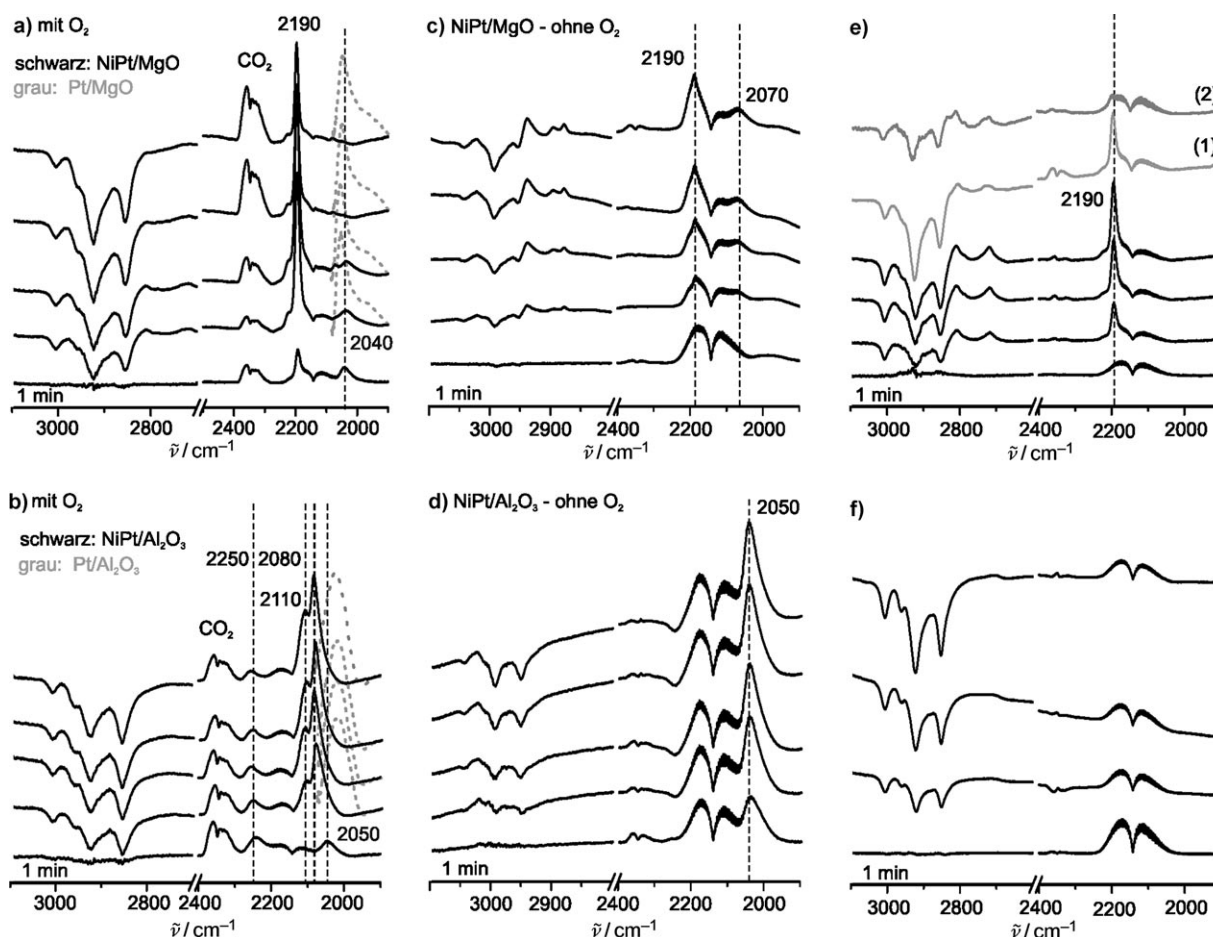 a) mit O₂
schwarz: NiPt/MgO
grau: Pt/MgO
CO₂
2190
2040
1 min
3000 2800 2400 2200 2000
ṽ / cm⁻¹
c) NiPt/MgO - ohne O₂
2190
2070
1 min
3000 2900 2200 2000
ṽ / cm⁻¹
e)
(2)
(1)
2190
1 min
3000 2800 2200 2000
ṽ / cm⁻¹
b) mit O₂
schwarz: NiPt/Al₂O₃
grau: Pt/Al₂O₃
2250 2080
2110
CO₂
2050
1 min
3000 2800 2400 2200 2000
ṽ / cm⁻¹
d) NiPt/Al₂O₃ - ohne O₂
2050
1 min
3000 2900 2200 2000
ṽ / cm⁻¹
f)
1 min
3000 2800 2600 2200 2000
ṽ / cm⁻¹